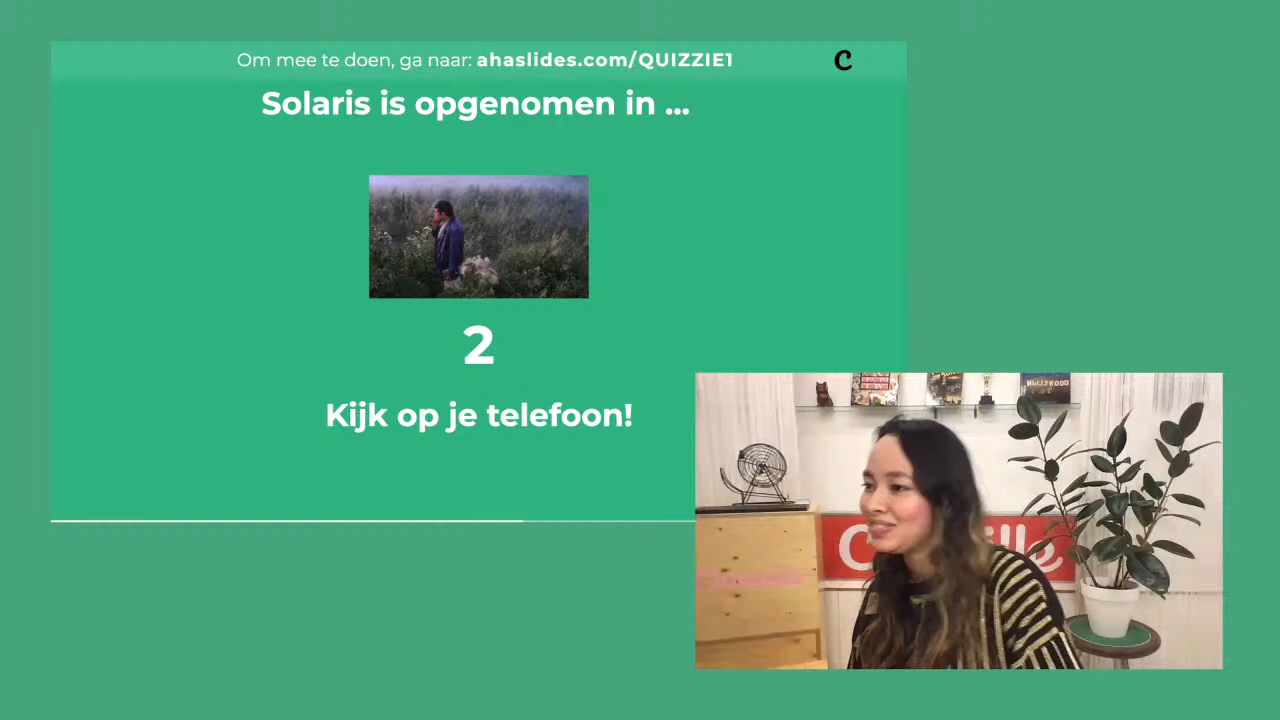 Om mee te doen, ga naar: ahaslides.com/QUIZZIE1
C
Solaris is opgenomen in ...
2
Kijk op je telefoon!